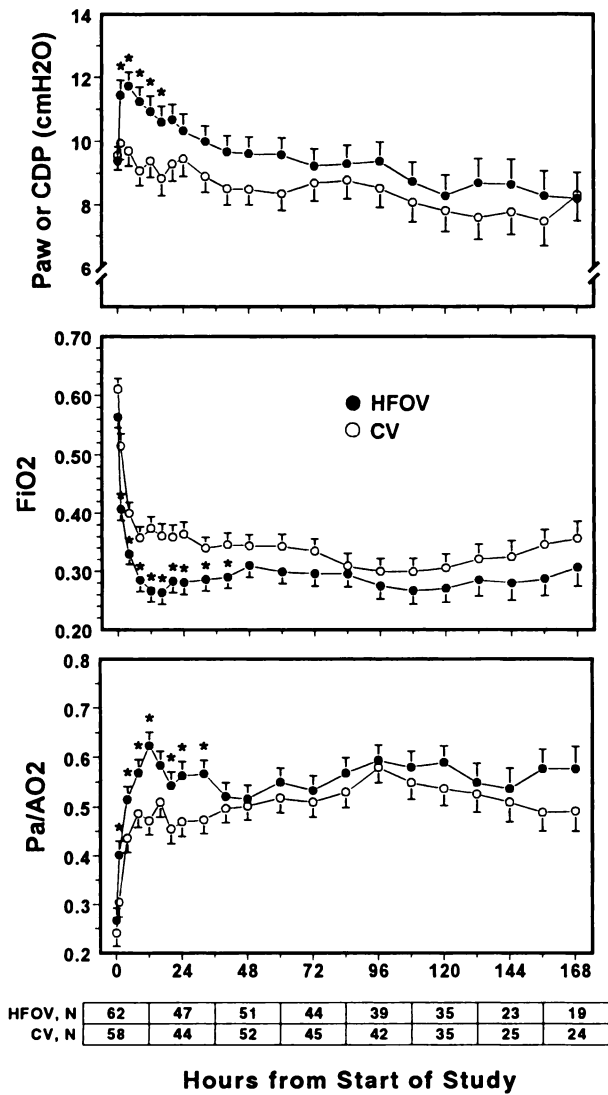 14
12
10
8
6
Paw or CDP (cmH2O)
* * * * *
0.70
0.60
0.50
0.40
0.30
0.20
FiO2
HFOV
CV
* * * * * * * * *
0.8
0.7
0.6
0.5
0.4
0.3
0.2
Pa/AO2
* * * * * * *
0 24 48 72 96 120 144 168
HFOV, N 62 47 51 44 39 35 23 19
CV, N 58 44 52 45 42 35 25 24
Hours from Start of Study